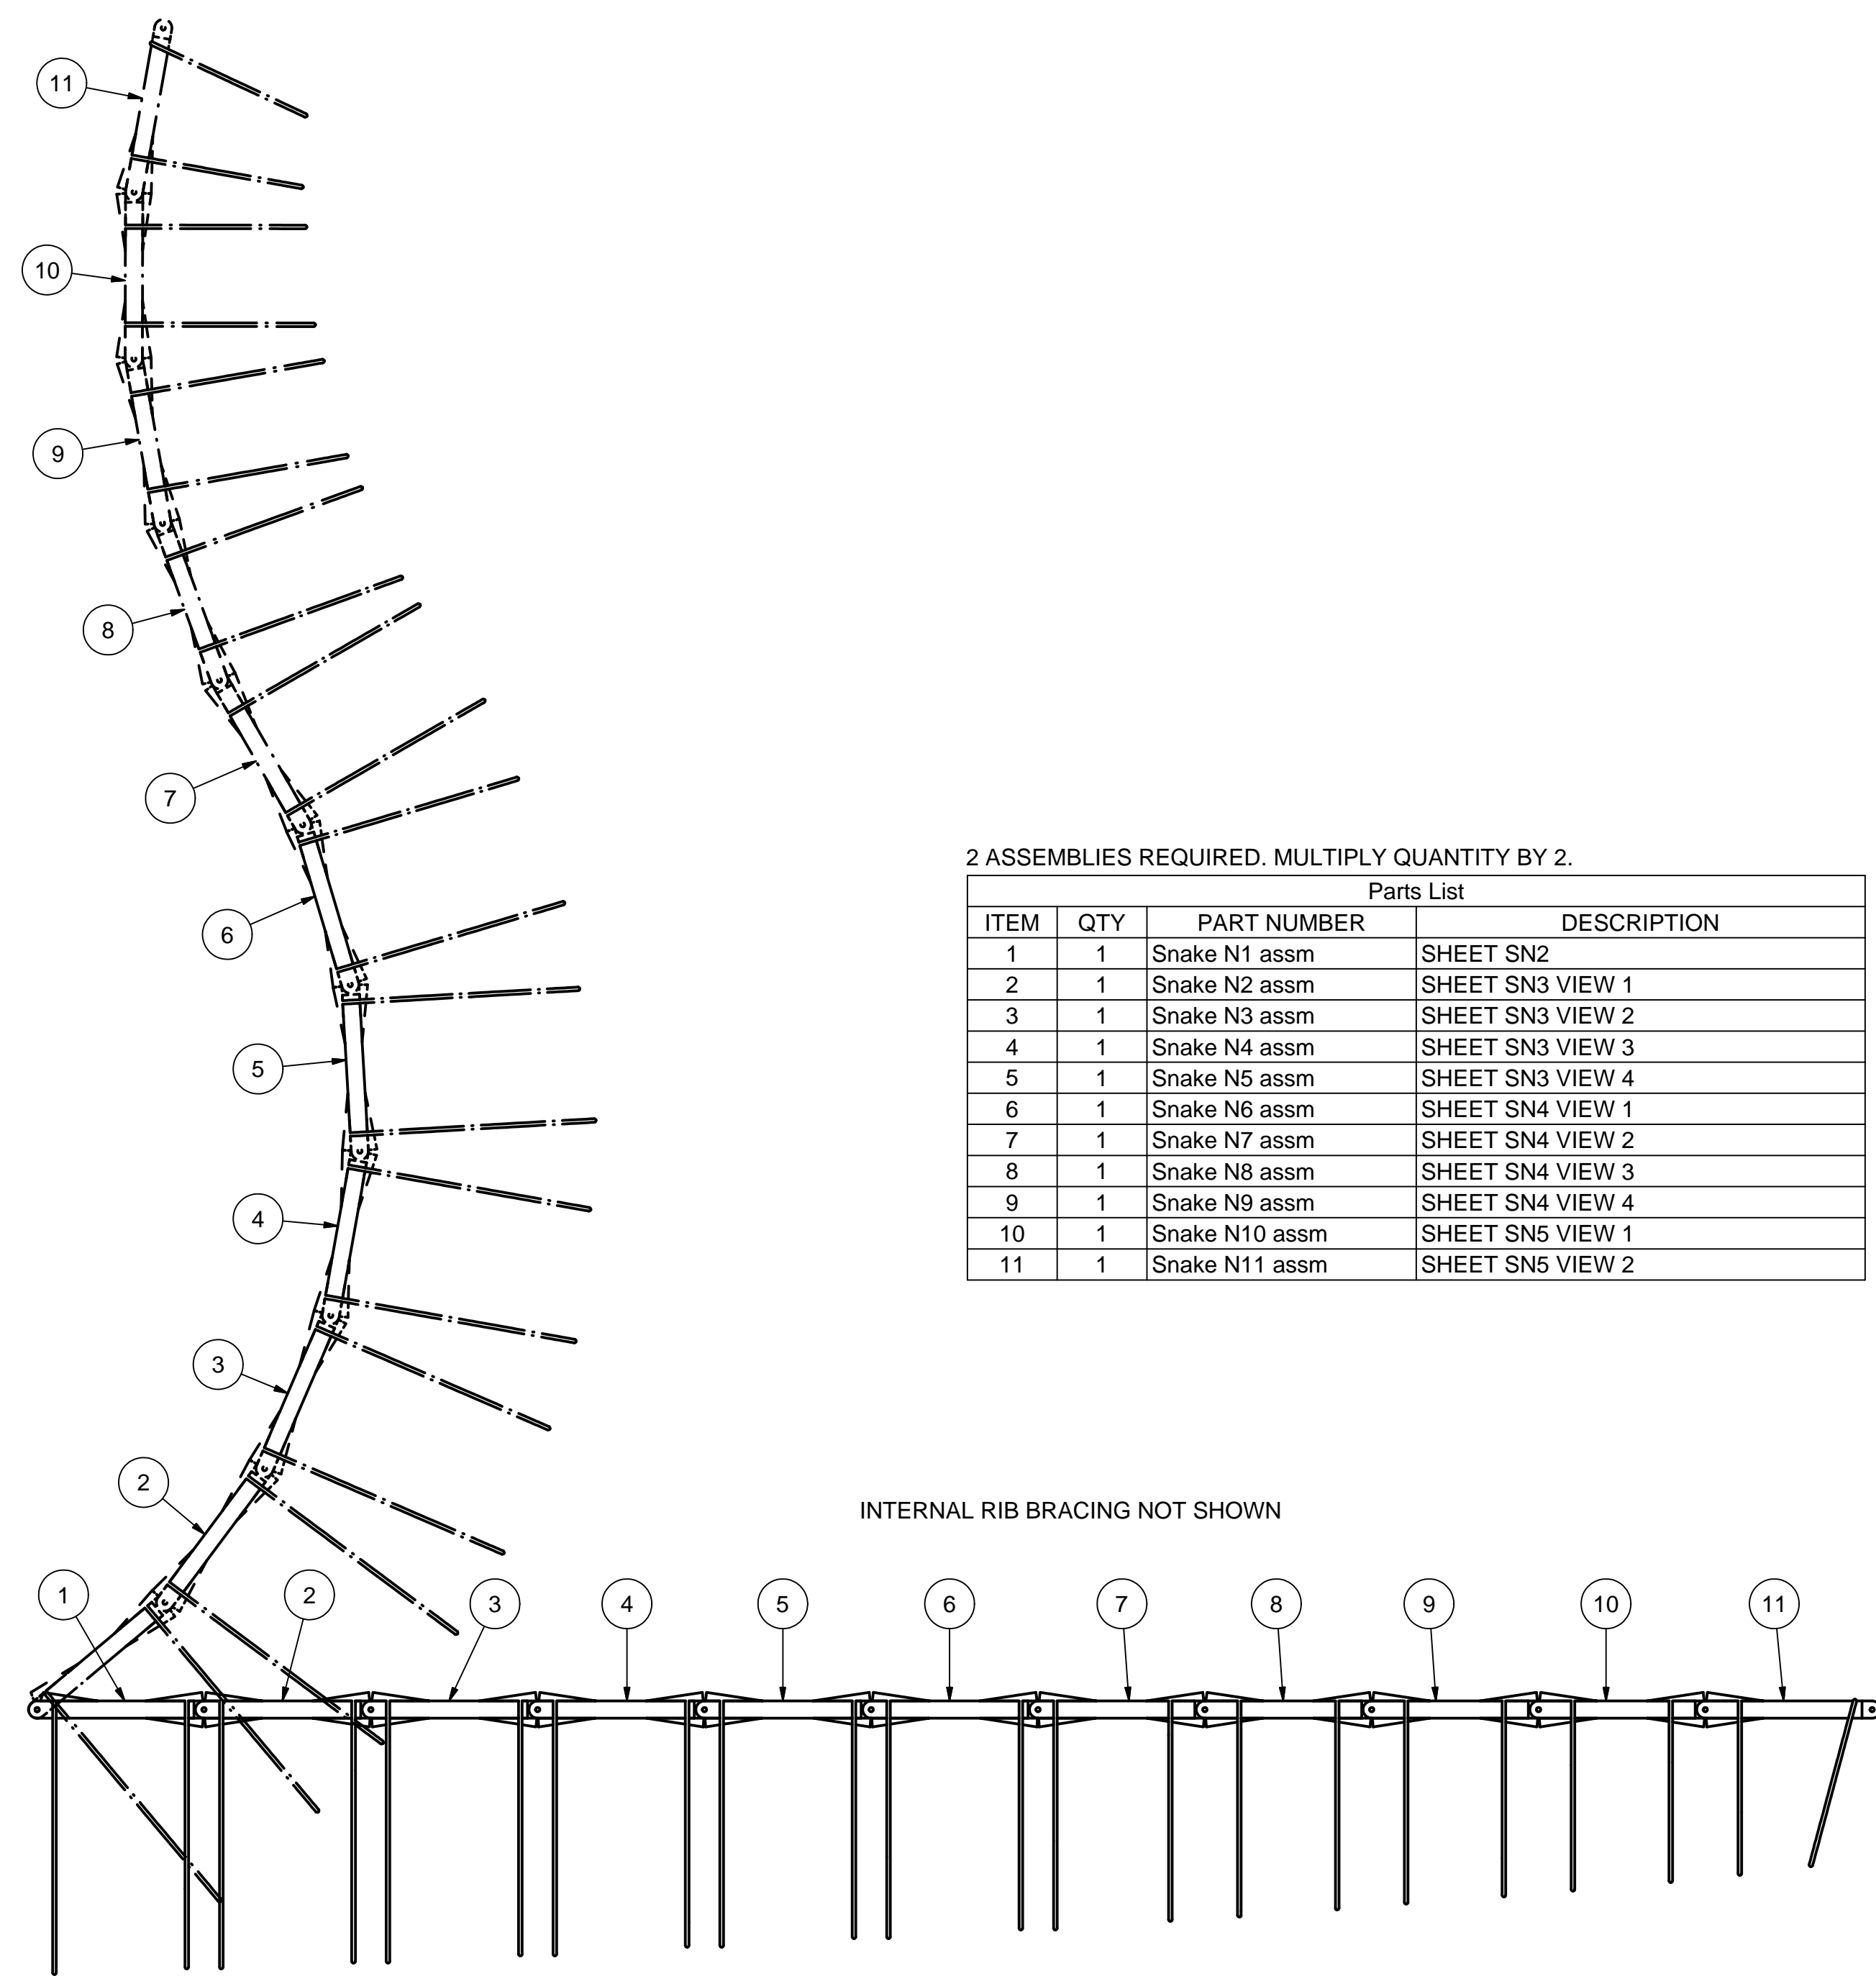 11
10
9
8
7
6
5
4
3
2
1
2 ASSEMBLIES REQUIRED. MULTIPLY QUANTITY BY 2.
Parts List
ITEM QTY PART NUMBER DESCRIPTION
1 1 Snake N1 assm SHEET SN2
2 1 Snake N2 assm SHEET SN3 VIEW 1
3 1 Snake N3 assm SHEET SN3 VIEW 2
4 1 Snake N4 assm SHEET SN3 VIEW 3
5 1 Snake N5 assm SHEET SN3 VIEW 4
6 1 Snake N6 assm SHEET SN4 VIEW 1
7 1 Snake N7 assm SHEET SN4 VIEW 2
8 1 Snake N8 assm SHEET SN4 VIEW 3
9 1 Snake N9 assm SHEET SN4 VIEW 4
10 1 Snake N10 assm SHEET SN5 VIEW 1
11 1 Snake N11 assm SHEET SN5 VIEW 2
INTERNAL RIB BRACING NOT SHOWN
2 3 4 5 6 7 8 9 10 11